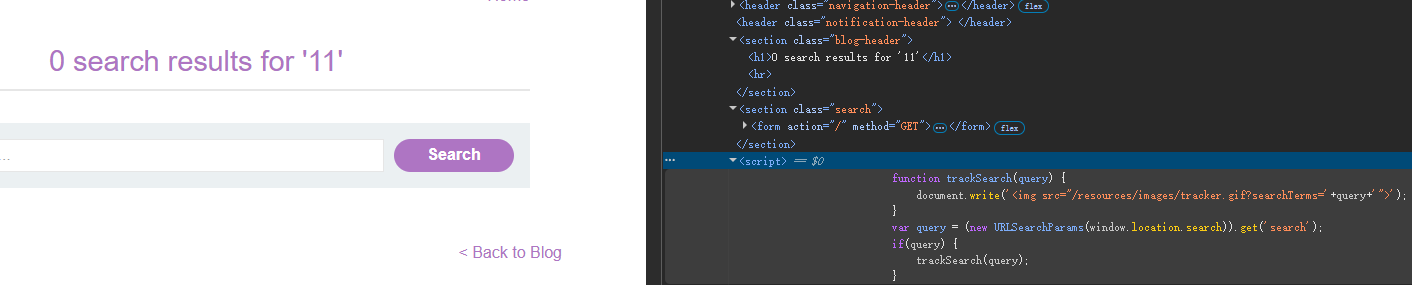 0 search results for '11'
...
Search
< Back to Blog
<header class="navigation-header"> ... </header> flex
<header class="notification-header"> </header>
<section class="blog-header">
<h1>0 search results for '11'</h1>
<hr>
</section>
<section class="search">
<form action="/" method="GET"> ... </form> flex
</section>
... <script> == $0
function trackSearch(query) {
document.write('<img src="/resources/images/tracker.gif?searchTerms='+query+'">');
}
var query = (new URLSearchParams(window.location.search)).get('search');
if(query) {
trackSearch(query);
}